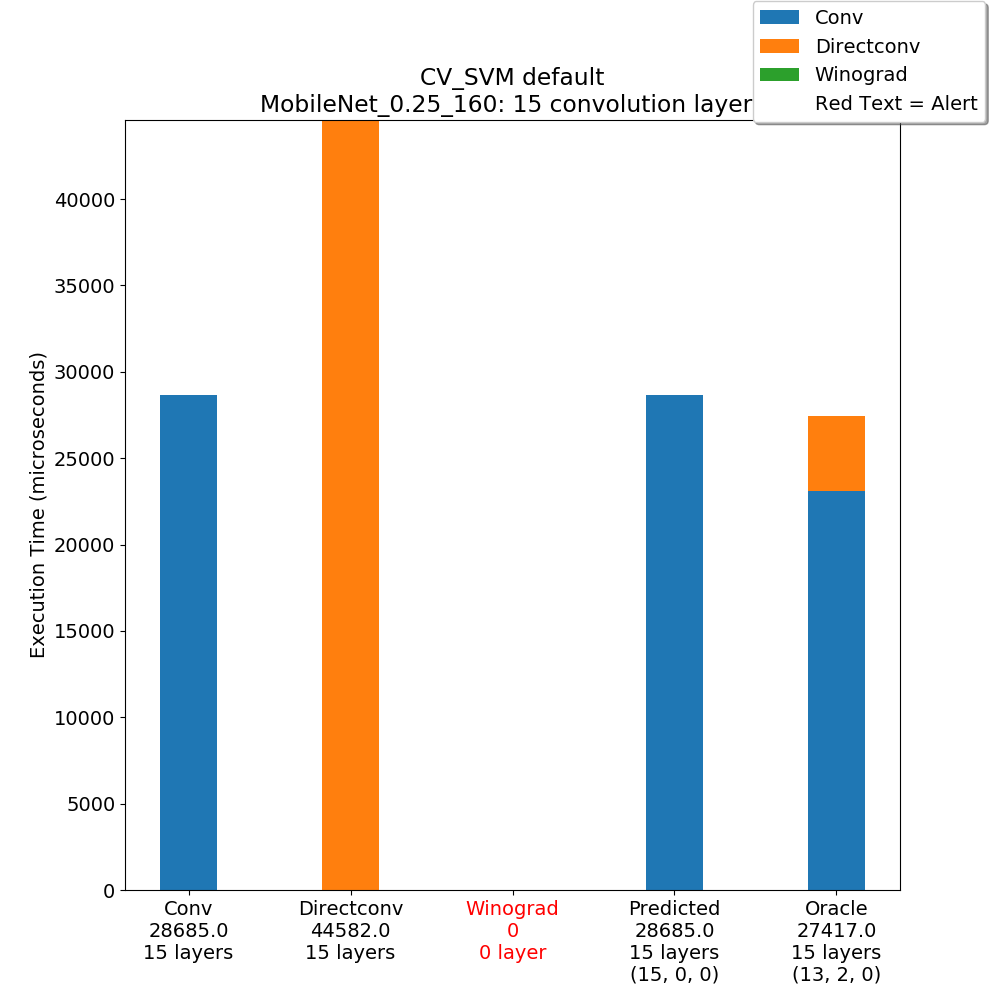 Conv
Directconv
Winograd
Red Text = Alert
CV_SVM default
MobileNet_0.25_160: 15 convolution layer
Execution Time (microseconds)
40000
35000
30000
25000
20000
15000
10000
5000
0
Conv
28685.0
15 layers
Directconv
44582.0
15 layers
Winograd
0
0 layer
Predicted
28685.0
15 layers
(15, 0, 0)
Oracle
27417.0
15 layers
(13, 2, 0)